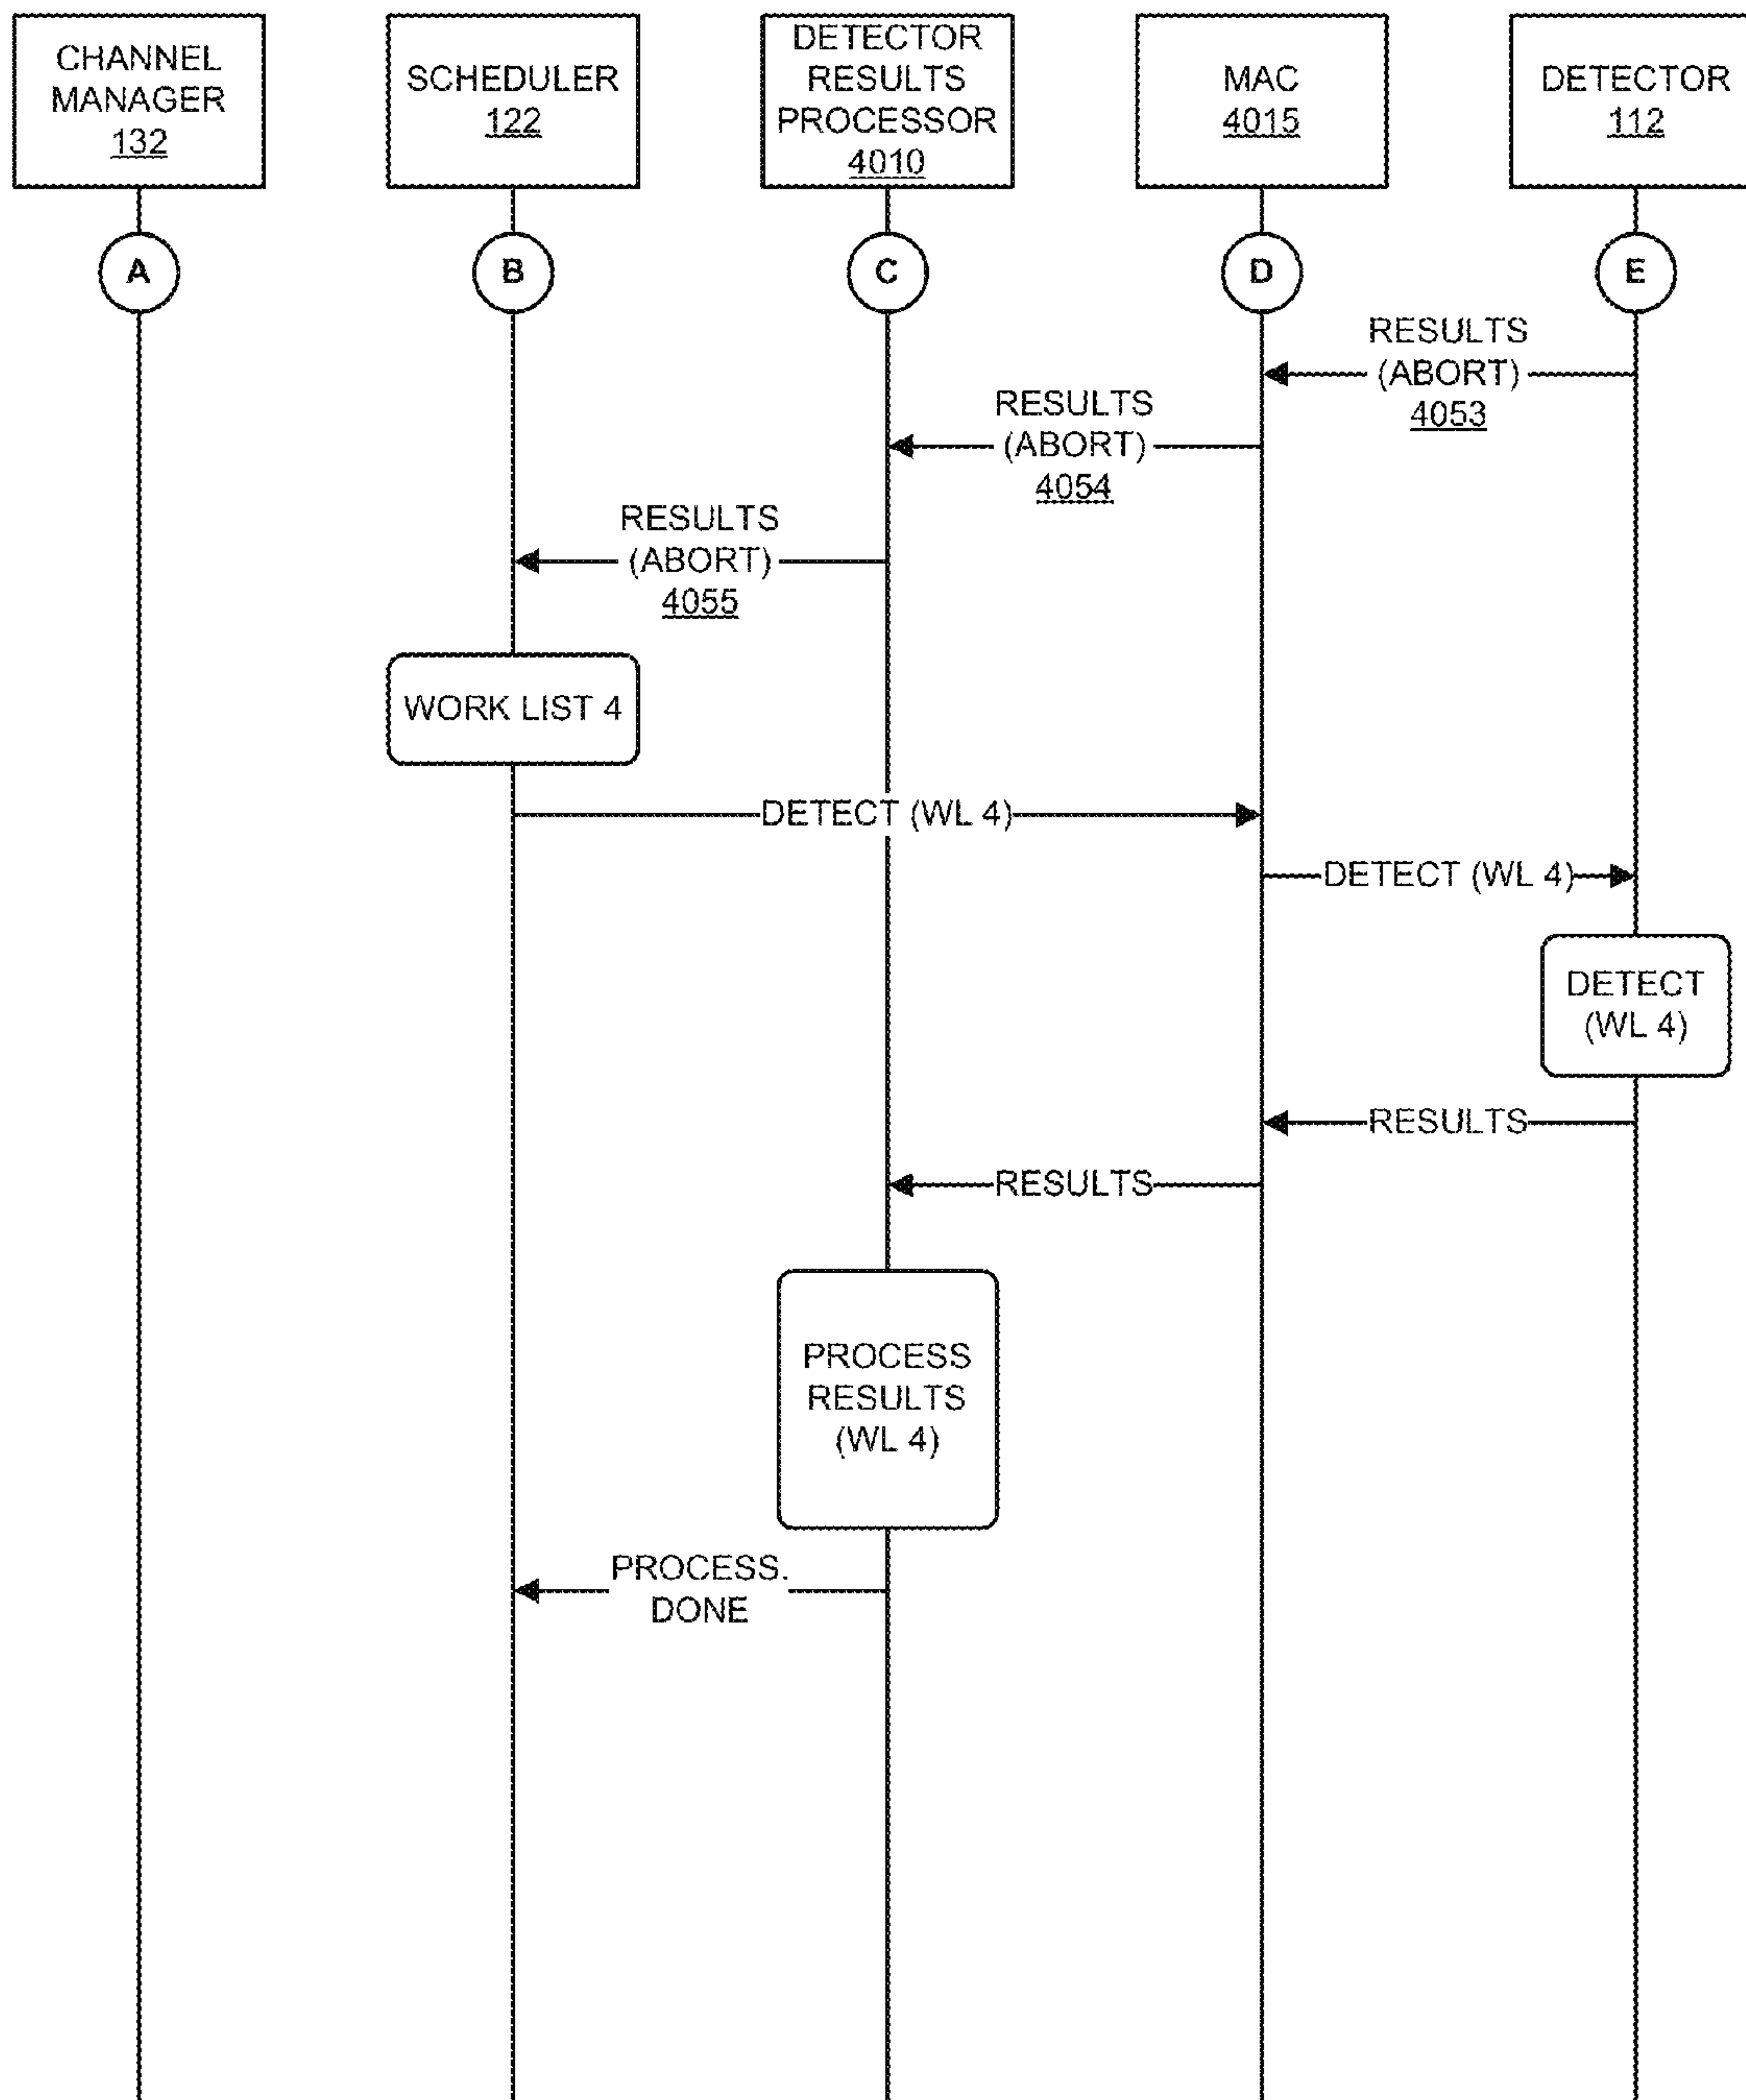 CHANNEL
MANAGER
132
SCHEDULER
122
DETECTOR
RESULTS
PROCESSOR
4010
MAC
4015
DETECTOR
112
A
B
C
D
E
RESULTS
(ABORT)
4053
RESULTS
(ABORT)
4054
RESULTS
(ABORT)
4055
WORK LIST 4
DETECT (WL 4)
DETECT (WL 4)
DETECT
(WL 4)
RESULTS
RESULTS
PROCESS
RESULTS
(WL 4)
PROCESS.
DONE